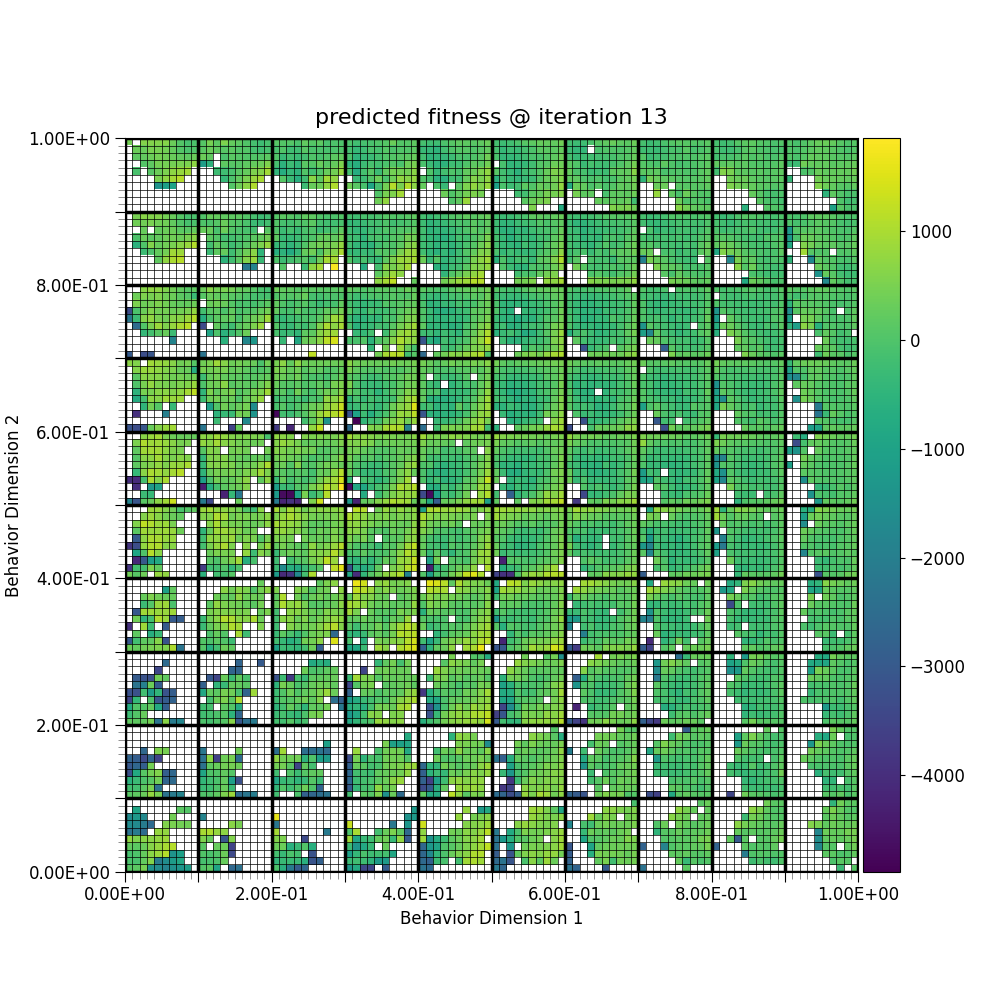 predicted fitness @ iteration 13
1.00E+00
8.00E-01
6.00E-01
4.00E-01
2.00E-01
0.00E+00
Behavior Dimension 2
0.00E+00 2.00E-01 4.00E-01 6.00E-01 8.00E-01 1.00E+00
Behavior Dimension 1
1000
0
−1000
−2000
−3000
−4000